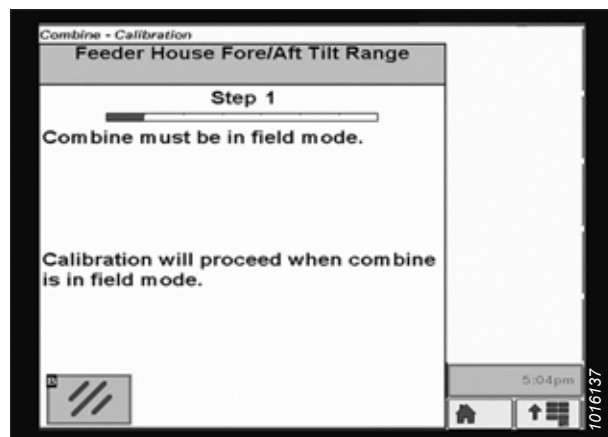 Combine - Calibration
Feeder House Fore/Aft Tilt Range
Step 1
Combine must be in field mode.
Calibration will proceed when combine
is in field mode.
5:04pm
1016137